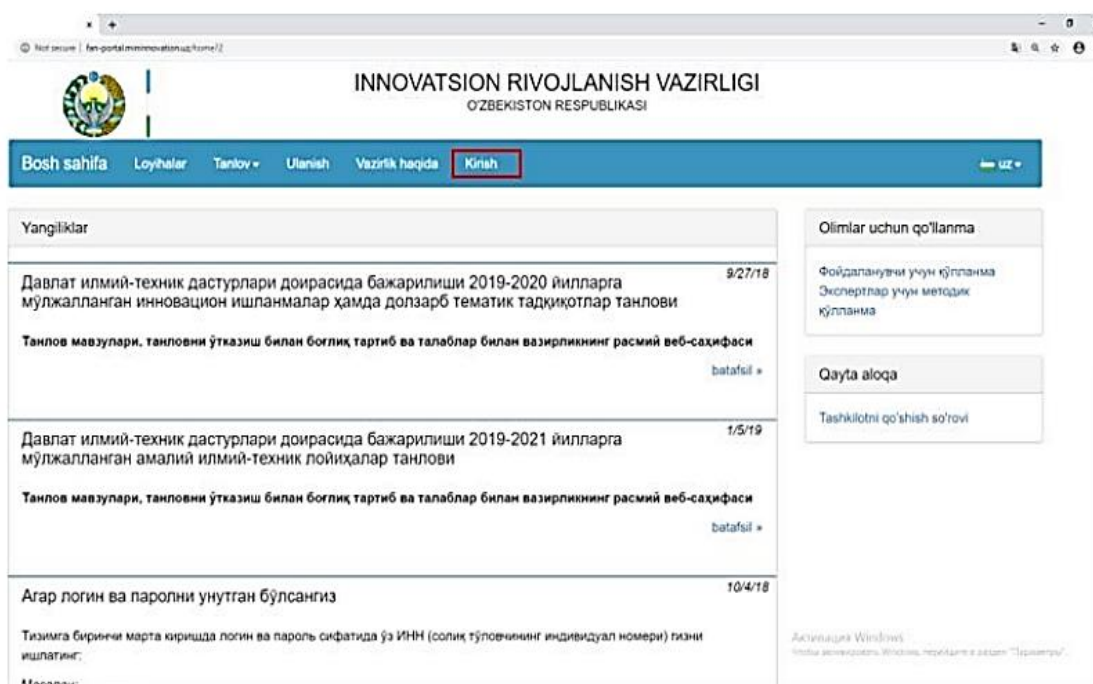 Not secure | fan-portal.mininnovation.uz/home/2
INNOVATSION RIVOJLANISH VAZIRLIGI
O'ZBEKISTON RESPUBLIKASI
Bosh sahifa Loyihalar Tanlov Ulanish Vazirlik haqida Kirish uz
Yangiliklar
Давлат илмий-техник дастурлари доирасида бажарилиши 2019-2020 йилларга 9/27/18
мўлжалланган инновацион ишланмалар ҳамда долзарб тематик тадқиқотлар танлови
Танлов мавзулари, танловни ўтказиш билан боғлиқ тартиб ва талаблар билан вазирликнинг расмий веб-саҳифаси
batafsil »
Давлат илмий-техник дастурлари доирасида бажарилиши 2019-2021 йилларга 1/5/19
мўлжалланган амалий илмий-техник лойиҳалар танлови
Танлов мавзулари, танловни ўтказиш билан боғлиқ тартиб ва талаблар билан вазирликнинг расмий веб-саҳифаси
batafsil »
Агар логин ва паролни унутган бўлсангиз 10/4/18
Тизимга биринчи марта киришда логин ва пароль сифатида ўз ИНН (солиқ тўловчининг индивидуал номери) гизни
ишлатинг:
Olimlar uchun qo'llanma
Фойдаланувчи учун қўлланма
Экспертлар учун методик
қўлланма
Qayta aloqa
Tashkilotni qo'shish so'rovi
Активация Windows
Чтобы активировать Windows, перейдите в раздел "Параметры".